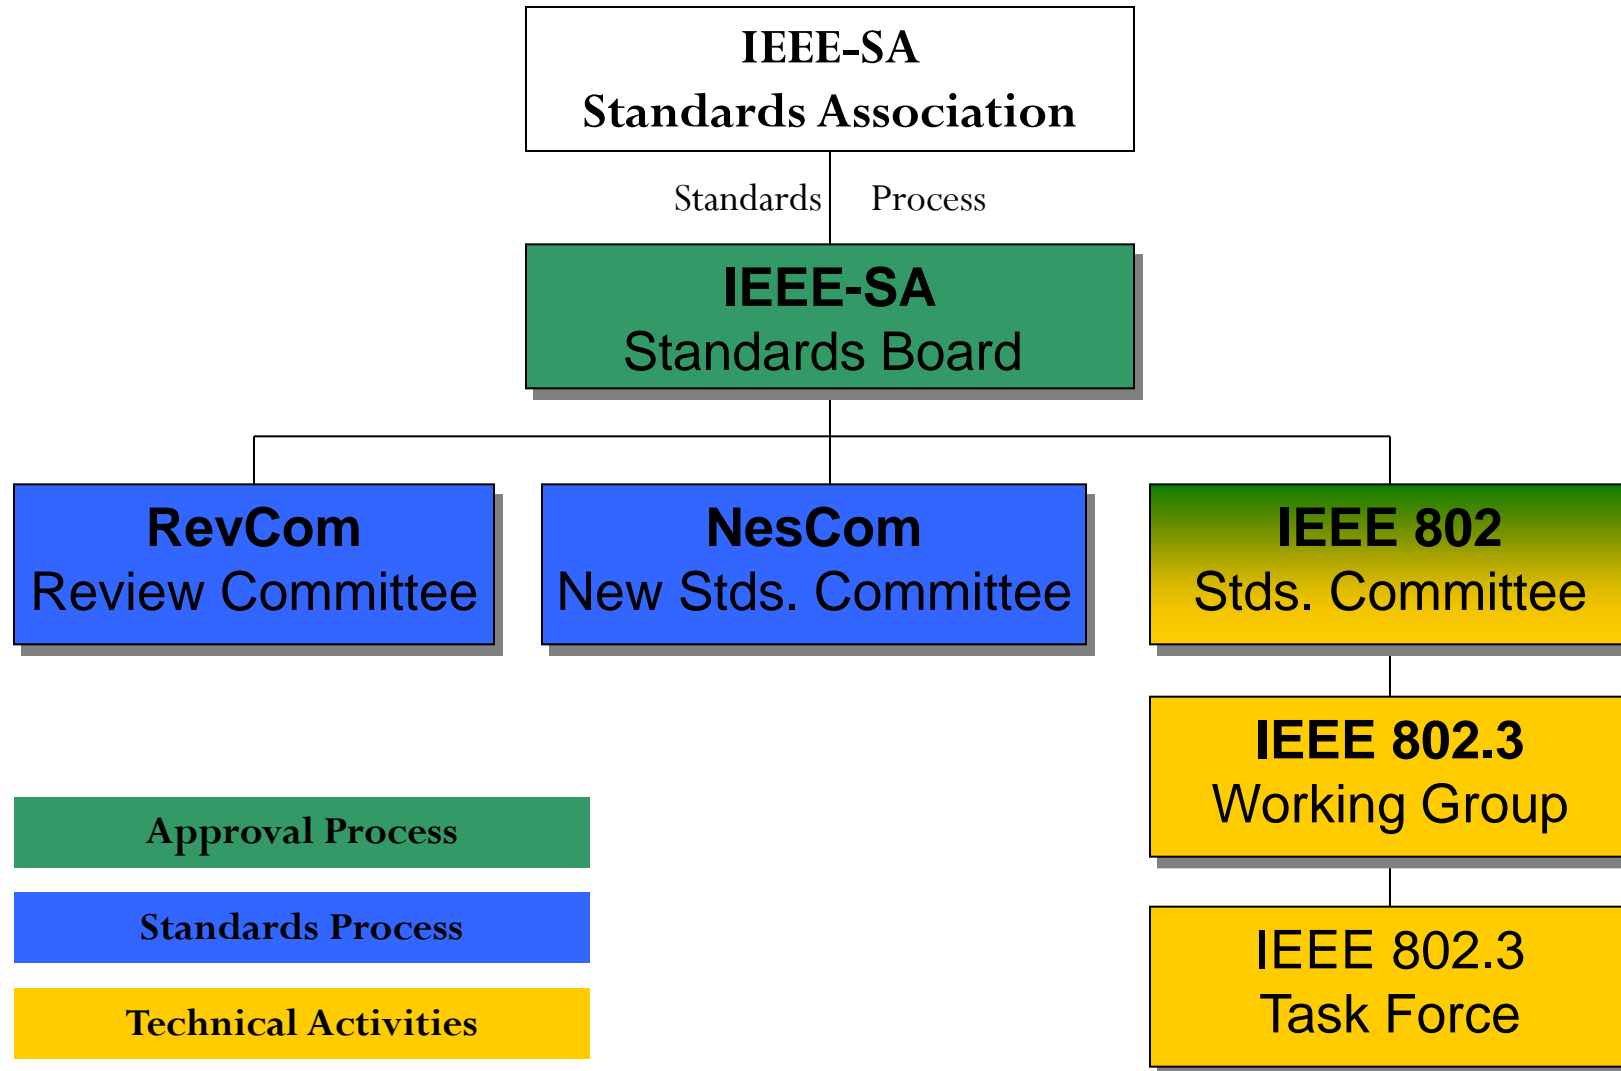 IEEE-SA
Standards Association
Standards Process
IEEE-SA
Standards Board
RevCom
Review Committee
NesCom
New Stds. Committee
IEEE 802
Stds. Committee
IEEE 802.3
Working Group
IEEE 802.3
Task Force
Approval Process
Standards Process
Technical Activities